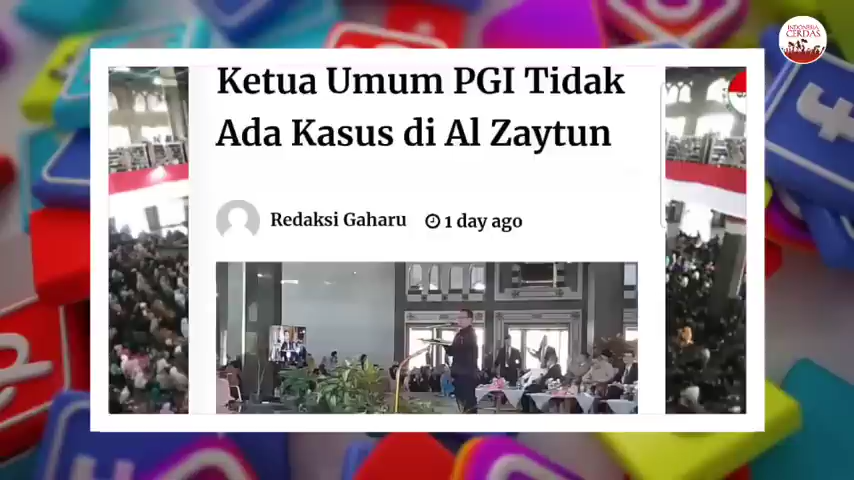 INDONESIA
CERDAS
Ketua Umum PGI Tidak
Ada Kasus di Al Zaytun
Redaksi Gaharu 1 day ago